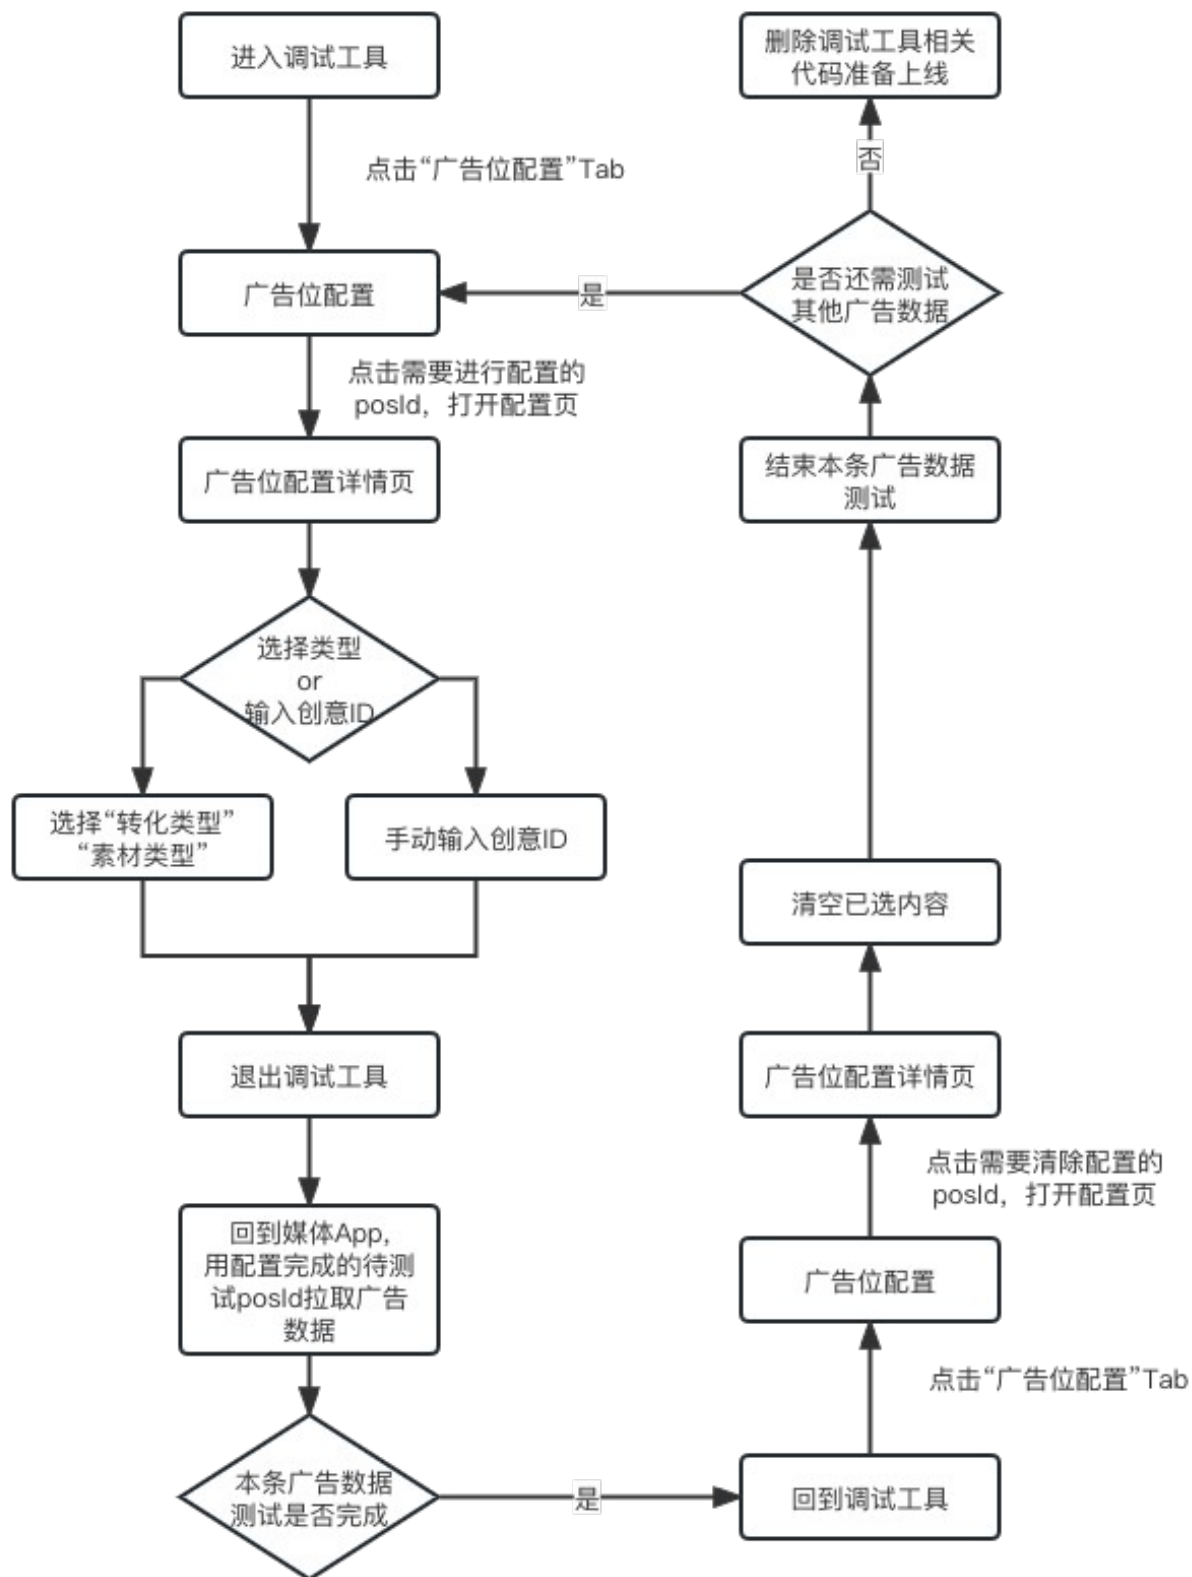 进入调试工具
点击“广告位配置”Tab
广告位配置
点击需要进行配置的
posId，打开配置页
广告位配置详情页
选择类型
or
输入创意ID
选择“转化类型”
“素材类型”
手动输入创意ID
退出调试工具
回到媒体App，
用配置完成的待测
试posId拉取广告
数据
本条广告数据
测试是否完成
是
回到调试工具
点击“广告位配置”Tab
广告位配置
点击需要清除配置的
posId，打开配置页
广告位配置详情页
清空已选内容
结束本条广告数据
测试
是否还需测试
其他广告数据
是
否
删除调试工具相关
代码准备上线